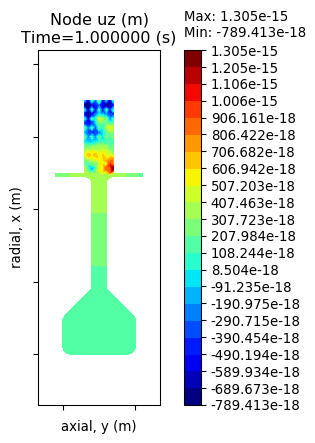 Node uz (m)
Time=1.000000 (s)
Max: 1.305e-15
Min: -789.413e-18
1.305e-15
1.205e-15
1.106e-15
1.006e-15
906.161e-18
806.422e-18
706.682e-18
606.942e-18
507.203e-18
407.463e-18
307.723e-18
207.984e-18
108.244e-18
8.504e-18
-91.235e-18
-190.975e-18
-290.715e-18
-390.454e-18
-490.194e-18
-589.934e-18
-689.673e-18
-789.413e-18
radial, x (m)
axial, y (m)